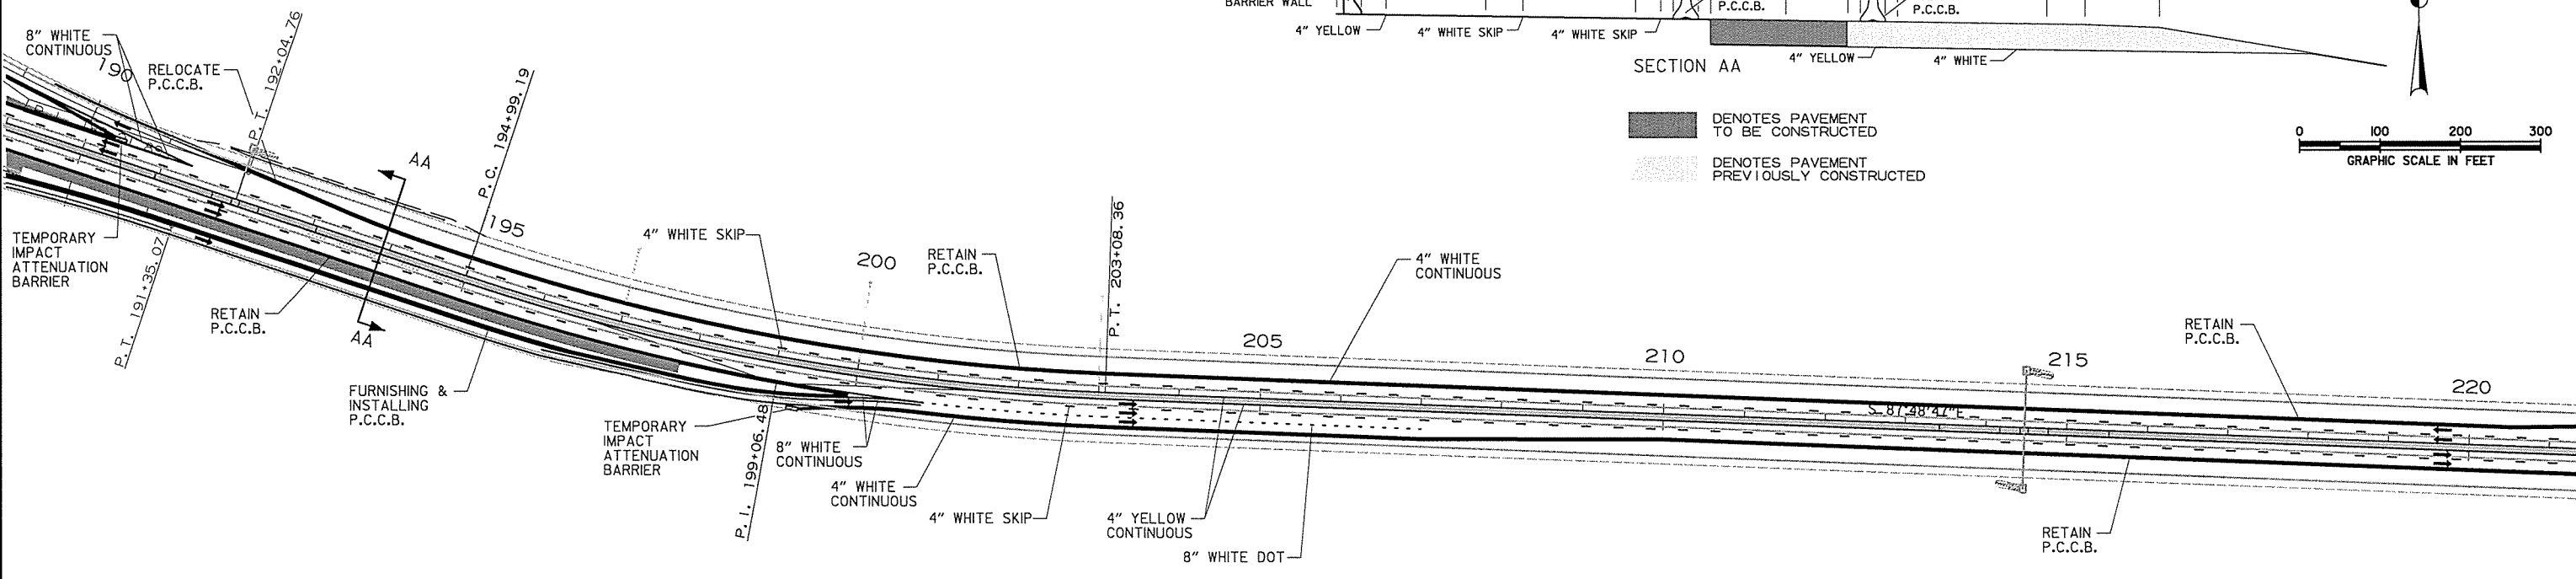 BARRIER WALL
P.C.C.B.
P.C.C.B.
4" YELLOW
4" WHITE SKIP
4" WHITE SKIP
4" YELLOW
4" WHITE
SECTION AA
DENOTES PAVEMENT
TO BE CONSTRUCTED
DENOTES PAVEMENT
PREVIOUSLY CONSTRUCTED
0 100 200 300
GRAPHIC SCALE IN FEET
8" WHITE
CONTINUOUS
190
RELOCATE
P.C.C.B.
P.T. 192+04.76
AA
P.C. 194+99.19
195
TEMPORARY
IMPACT
ATTENUATION
BARRIER
P.T. 191+35.07
RETAIN
P.C.C.B.
AA
4" WHITE SKIP
200
RETAIN
P.C.C.B.
P.T. 203+08.36
4" WHITE
CONTINUOUS
205
210
RETAIN
P.C.C.B.
215
220
S 87°48'47"E
FURNISHING &
INSTALLING
P.C.C.B.
TEMPORARY
IMPACT
ATTENUATION
BARRIER
P.I. 199+06.48
8" WHITE
CONTINUOUS
4" WHITE
CONTINUOUS
4" WHITE SKIP
4" YELLOW
CONTINUOUS
8" WHITE DOT
RETAIN
P.C.C.B.